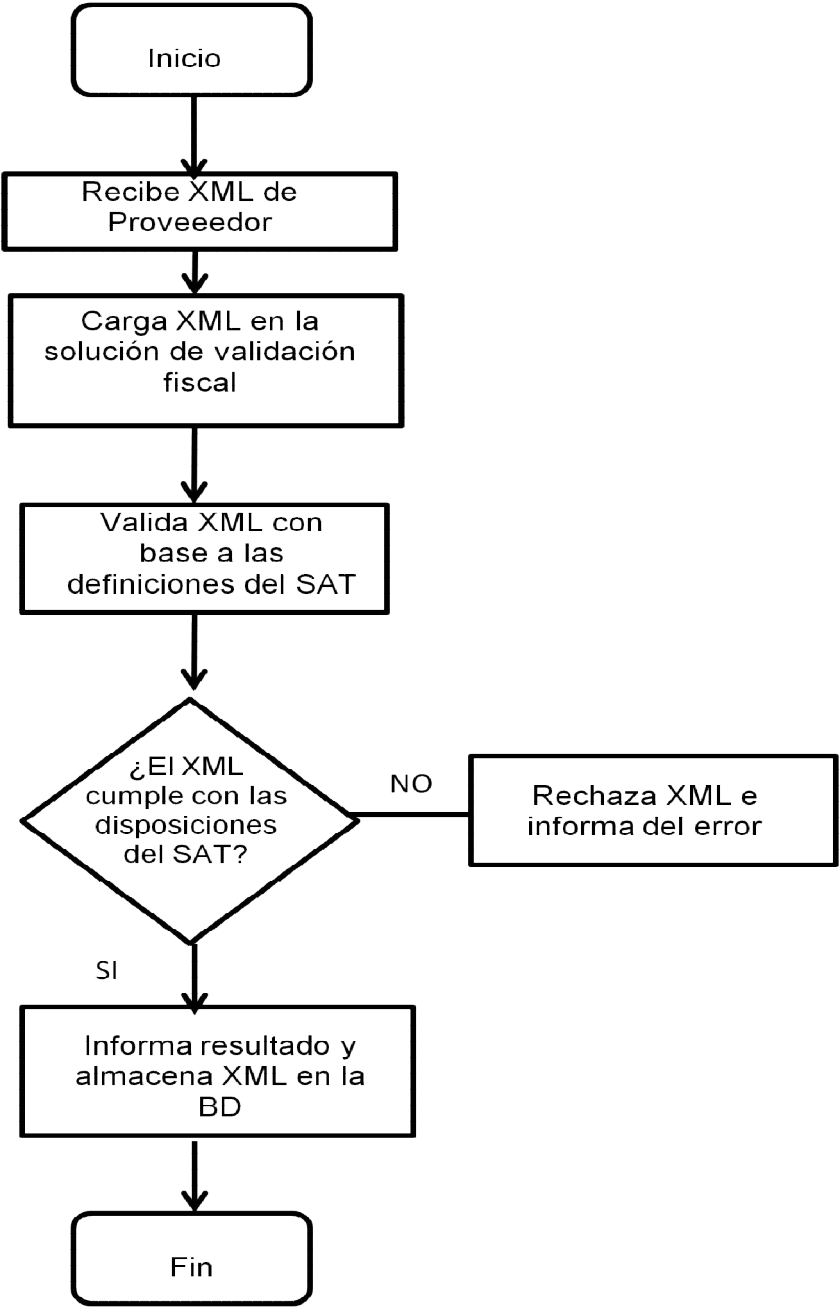 Inicio
Recibe XML de
Proveeedor
Carga XML en la
solución de validación
fiscal
Valida XML con
base a las
definiciones del SAT
¿El XML
cumple con las
disposiciones
del SAT?
NO
Rechaza XML e
informa del error
SI
Informa resultado y
almacena XML en la
BD
Fin